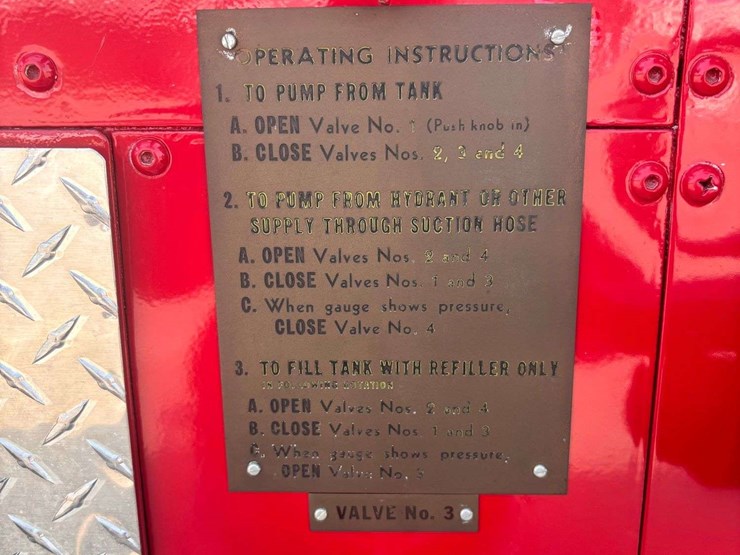 OPERATING INSTRUCTIONS
1. TO PUMP FROM TANK
A. OPEN Valve No. 1 (Push knob in)
B. CLOSE Valves Nos. 2, 3 and 4
2. TO PUMP FROM HYDRANT OR OTHER
SUPPLY THROUGH SUCTION HOSE
A. OPEN Valves Nos. 2 and 4
B. CLOSE Valves Nos. 1 and 3
C. When gauge shows pressure,
CLOSE Valve No. 4
3. TO FILL TANK WITH REFILLER ONLY
A. OPEN Valves Nos. 2 and 4
B. CLOSE Valves Nos. 1 and 3
C. When gauge shows pressure,
OPEN Valve No.
VALVE No. 3